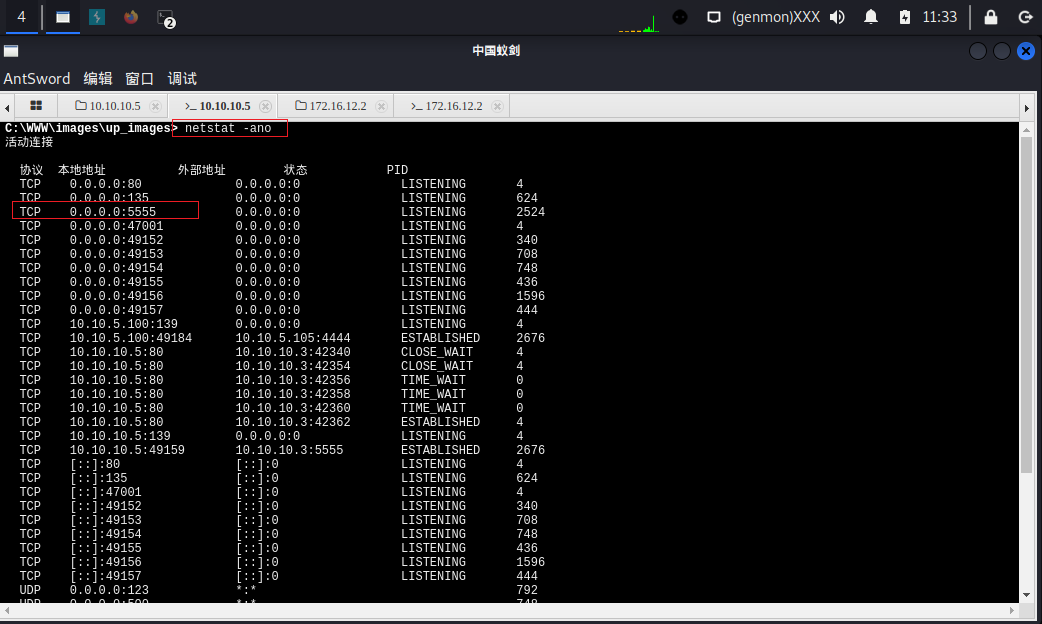 4 2 (genmon)XXX 11:33
中国蚁剑
AntSword 编辑 窗口 调试
10.10.10.5 >_ 10.10.10.5 172.16.12.2 >_ 172.16.12.2
C:\WWW\images\up_images> netstat -ano
活动连接
协议 本地地址 外部地址 状态 PID
TCP 0.0.0.0:80 0.0.0.0:0 LISTENING 4
TCP 0.0.0.0:135 0.0.0.0:0 LISTENING 624
TCP 0.0.0.0:5555 0.0.0.0:0 LISTENING 2524
TCP 0.0.0.0:47001 0.0.0.0:0 LISTENING 4
TCP 0.0.0.0:49152 0.0.0.0:0 LISTENING 340
TCP 0.0.0.0:49153 0.0.0.0:0 LISTENING 708
TCP 0.0.0.0:49154 0.0.0.0:0 LISTENING 748
TCP 0.0.0.0:49155 0.0.0.0:0 LISTENING 436
TCP 0.0.0.0:49156 0.0.0.0:0 LISTENING 1596
TCP 0.0.0.0:49157 0.0.0.0:0 LISTENING 444
TCP 10.10.5.100:139 0.0.0.0:0 LISTENING 4
TCP 10.10.5.100:49184 10.10.5.105:4444 ESTABLISHED 2676
TCP 10.10.10.5:80 10.10.10.3:42340 CLOSE_WAIT 4
TCP 10.10.10.5:80 10.10.10.3:42354 CLOSE_WAIT 4
TCP 10.10.10.5:80 10.10.10.3:42356 TIME_WAIT 0
TCP 10.10.10.5:80 10.10.10.3:42358 TIME_WAIT 0
TCP 10.10.10.5:80 10.10.10.3:42360 TIME_WAIT 0
TCP 10.10.10.5:80 10.10.10.3:42362 ESTABLISHED 4
TCP 10.10.10.5:139 0.0.0.0:0 LISTENING 4
TCP 10.10.10.5:49159 10.10.10.3:5555 ESTABLISHED 2676
TCP [::]:80 [::]:0 LISTENING 4
TCP [::]:135 [::]:0 LISTENING 624
TCP [::]:47001 [::]:0 LISTENING 4
TCP [::]:49152 [::]:0 LISTENING 340
TCP [::]:49153 [::]:0 LISTENING 708
TCP [::]:49154 [::]:0 LISTENING 748
TCP [::]:49155 [::]:0 LISTENING 436
TCP [::]:49156 [::]:0 LISTENING 1596
TCP [::]:49157 [::]:0 LISTENING 444
UDP 0.0.0.0:123 *:* 792
UDP 0.0.0.0:500 *:* 748